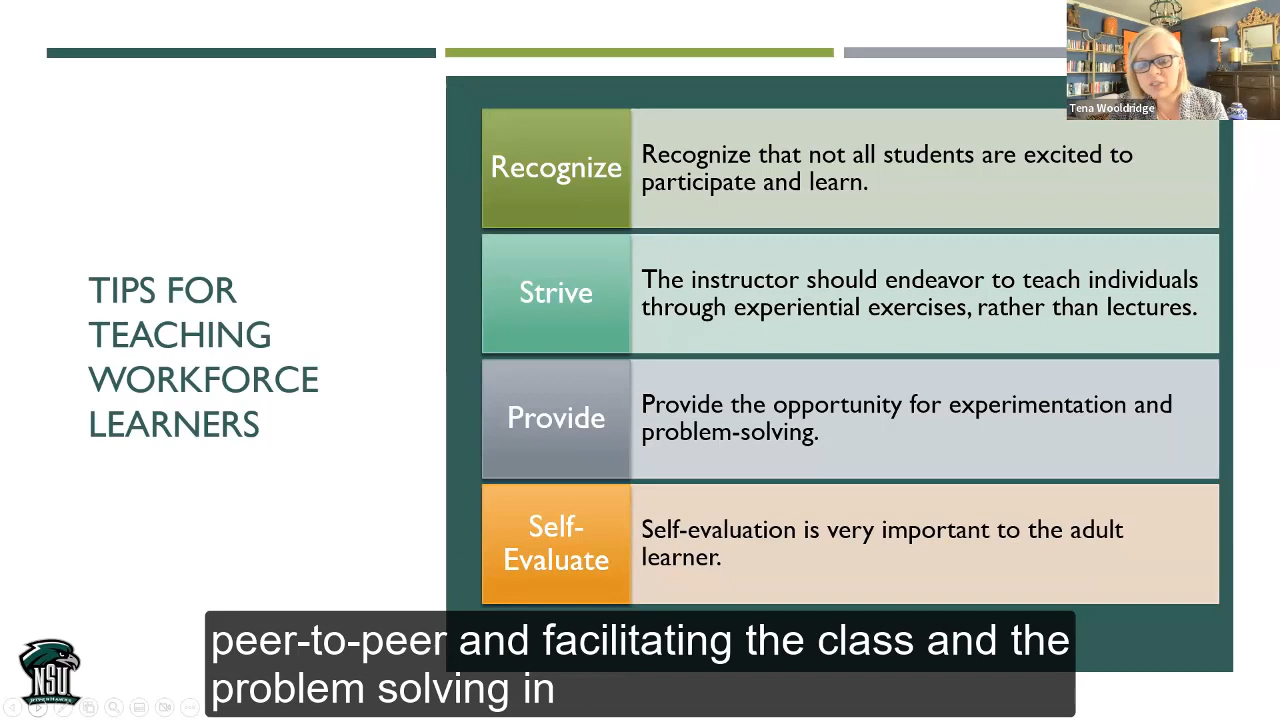 Tena Wooldridge
TIPS FOR
TEACHING
WORKFORCE
LEARNERS
Recognize
Recognize that not all students are excited to
participate and learn.
Strive
The instructor should endeavor to teach individuals
through experiential exercises, rather than lectures.
Provide
Provide the opportunity for experimentation and
problem-solving.
Self-
Evaluate
Self-evaluation is very important to the adult
learner.
NSU
RIVERHAWKS
peer-to-peer and facilitating the class and the
problem solving in